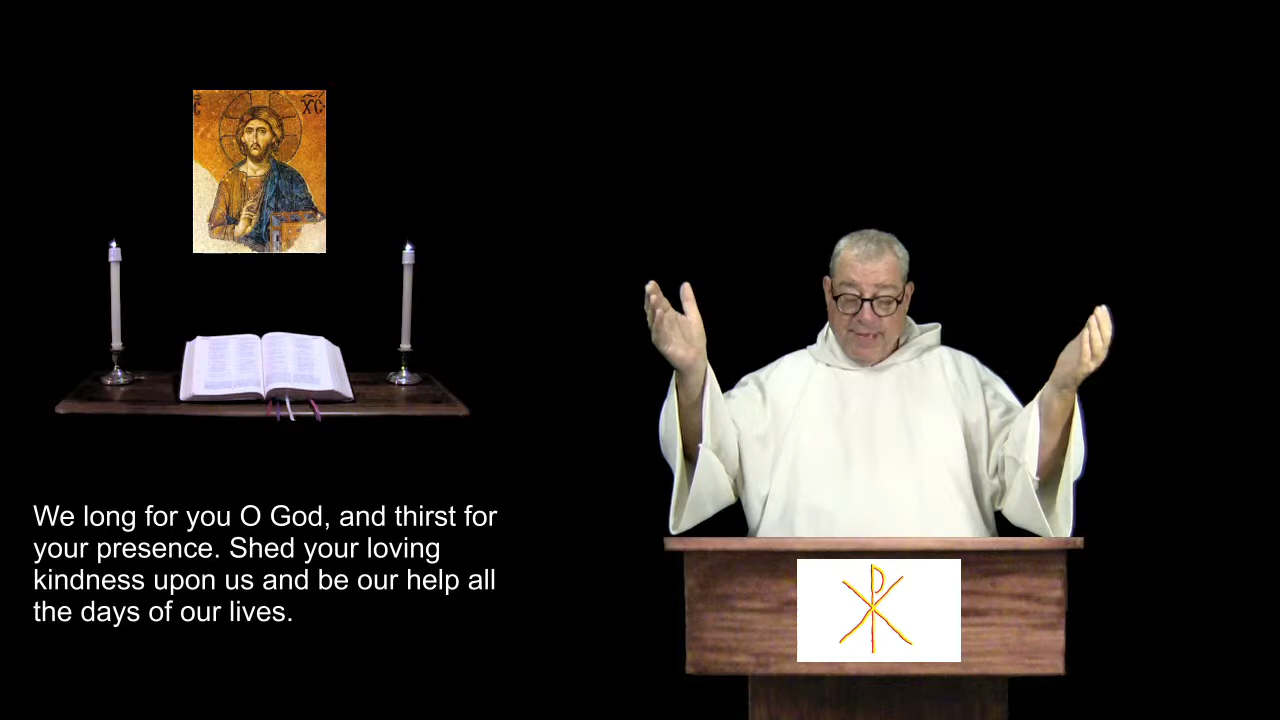 C XC
We long for you O God, and thirst for
your presence. Shed your loving
kindness upon us and be our help all
the days of our lives.